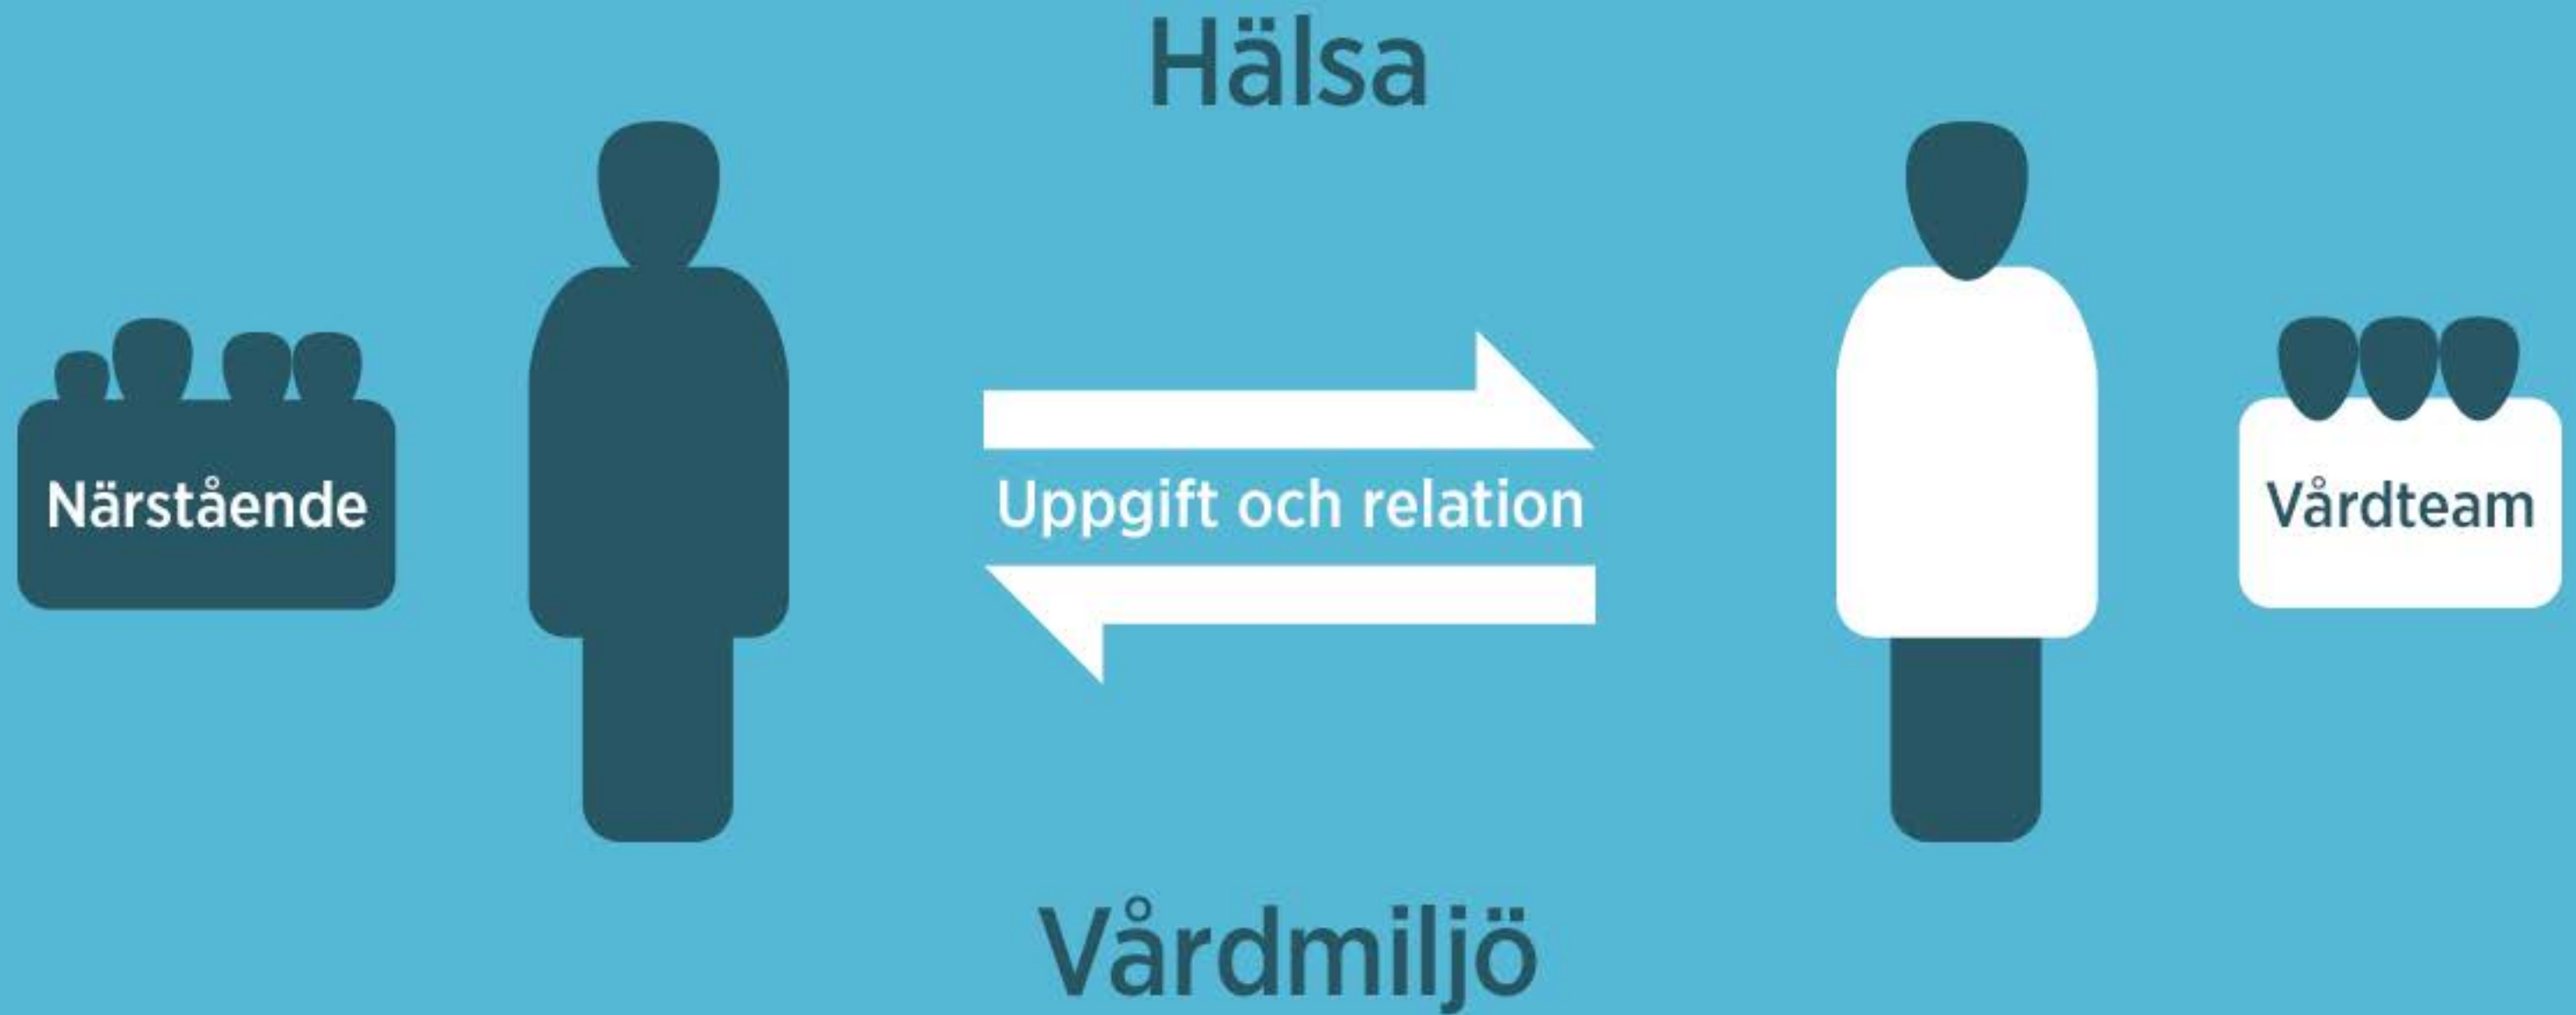 Hälsa
Närstående
Uppgift och relation
Vårdteam
Vårdmiljö